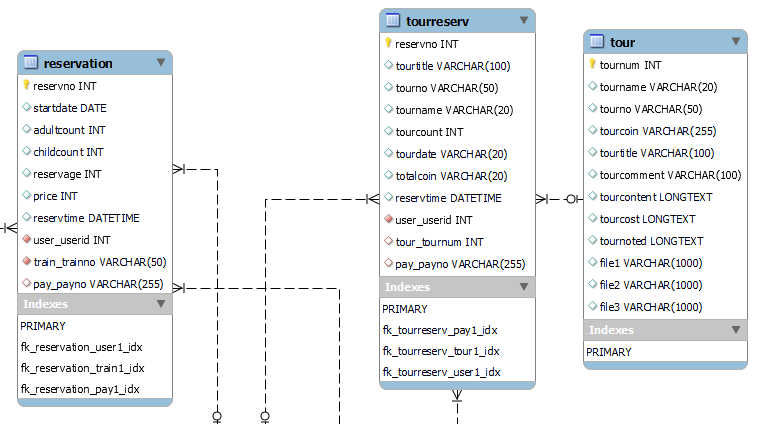 reservation
reservno INT
startdate DATE
adultcount INT
childcount INT
reservage INT
price INT
reservtime DATETIME
user_userid INT
train_trainno VARCHAR(50)
pay_payno VARCHAR(255)
Indexes
PRIMARY
fk_reservation_user1_idx
fk_reservation_train1_idx
fk_reservation_pay1_idx
tourreserv
reservno INT
tourtitle VARCHAR(100)
tourno VARCHAR(50)
tourname VARCHAR(20)
tourcount INT
tourdate VARCHAR(20)
totalcoin VARCHAR(20)
reservtime DATETIME
user_userid INT
tour_tournum INT
pay_payno VARCHAR(255)
Indexes
PRIMARY
fk_tourreserv_pay1_idx
fk_tourreserv_tour1_idx
fk_tourreserv_user1_idx
tour
tournum INT
tourname VARCHAR(20)
tourno VARCHAR(50)
tourcoin VARCHAR(255)
tourtitle VARCHAR(100)
tourcomment VARCHAR(100)
tourcontent LONGTEXT
tourcost LONGTEXT
tournoted LONGTEXT
file1 VARCHAR(1000)
file2 VARCHAR(1000)
file3 VARCHAR(1000)
Indexes
PRIMARY